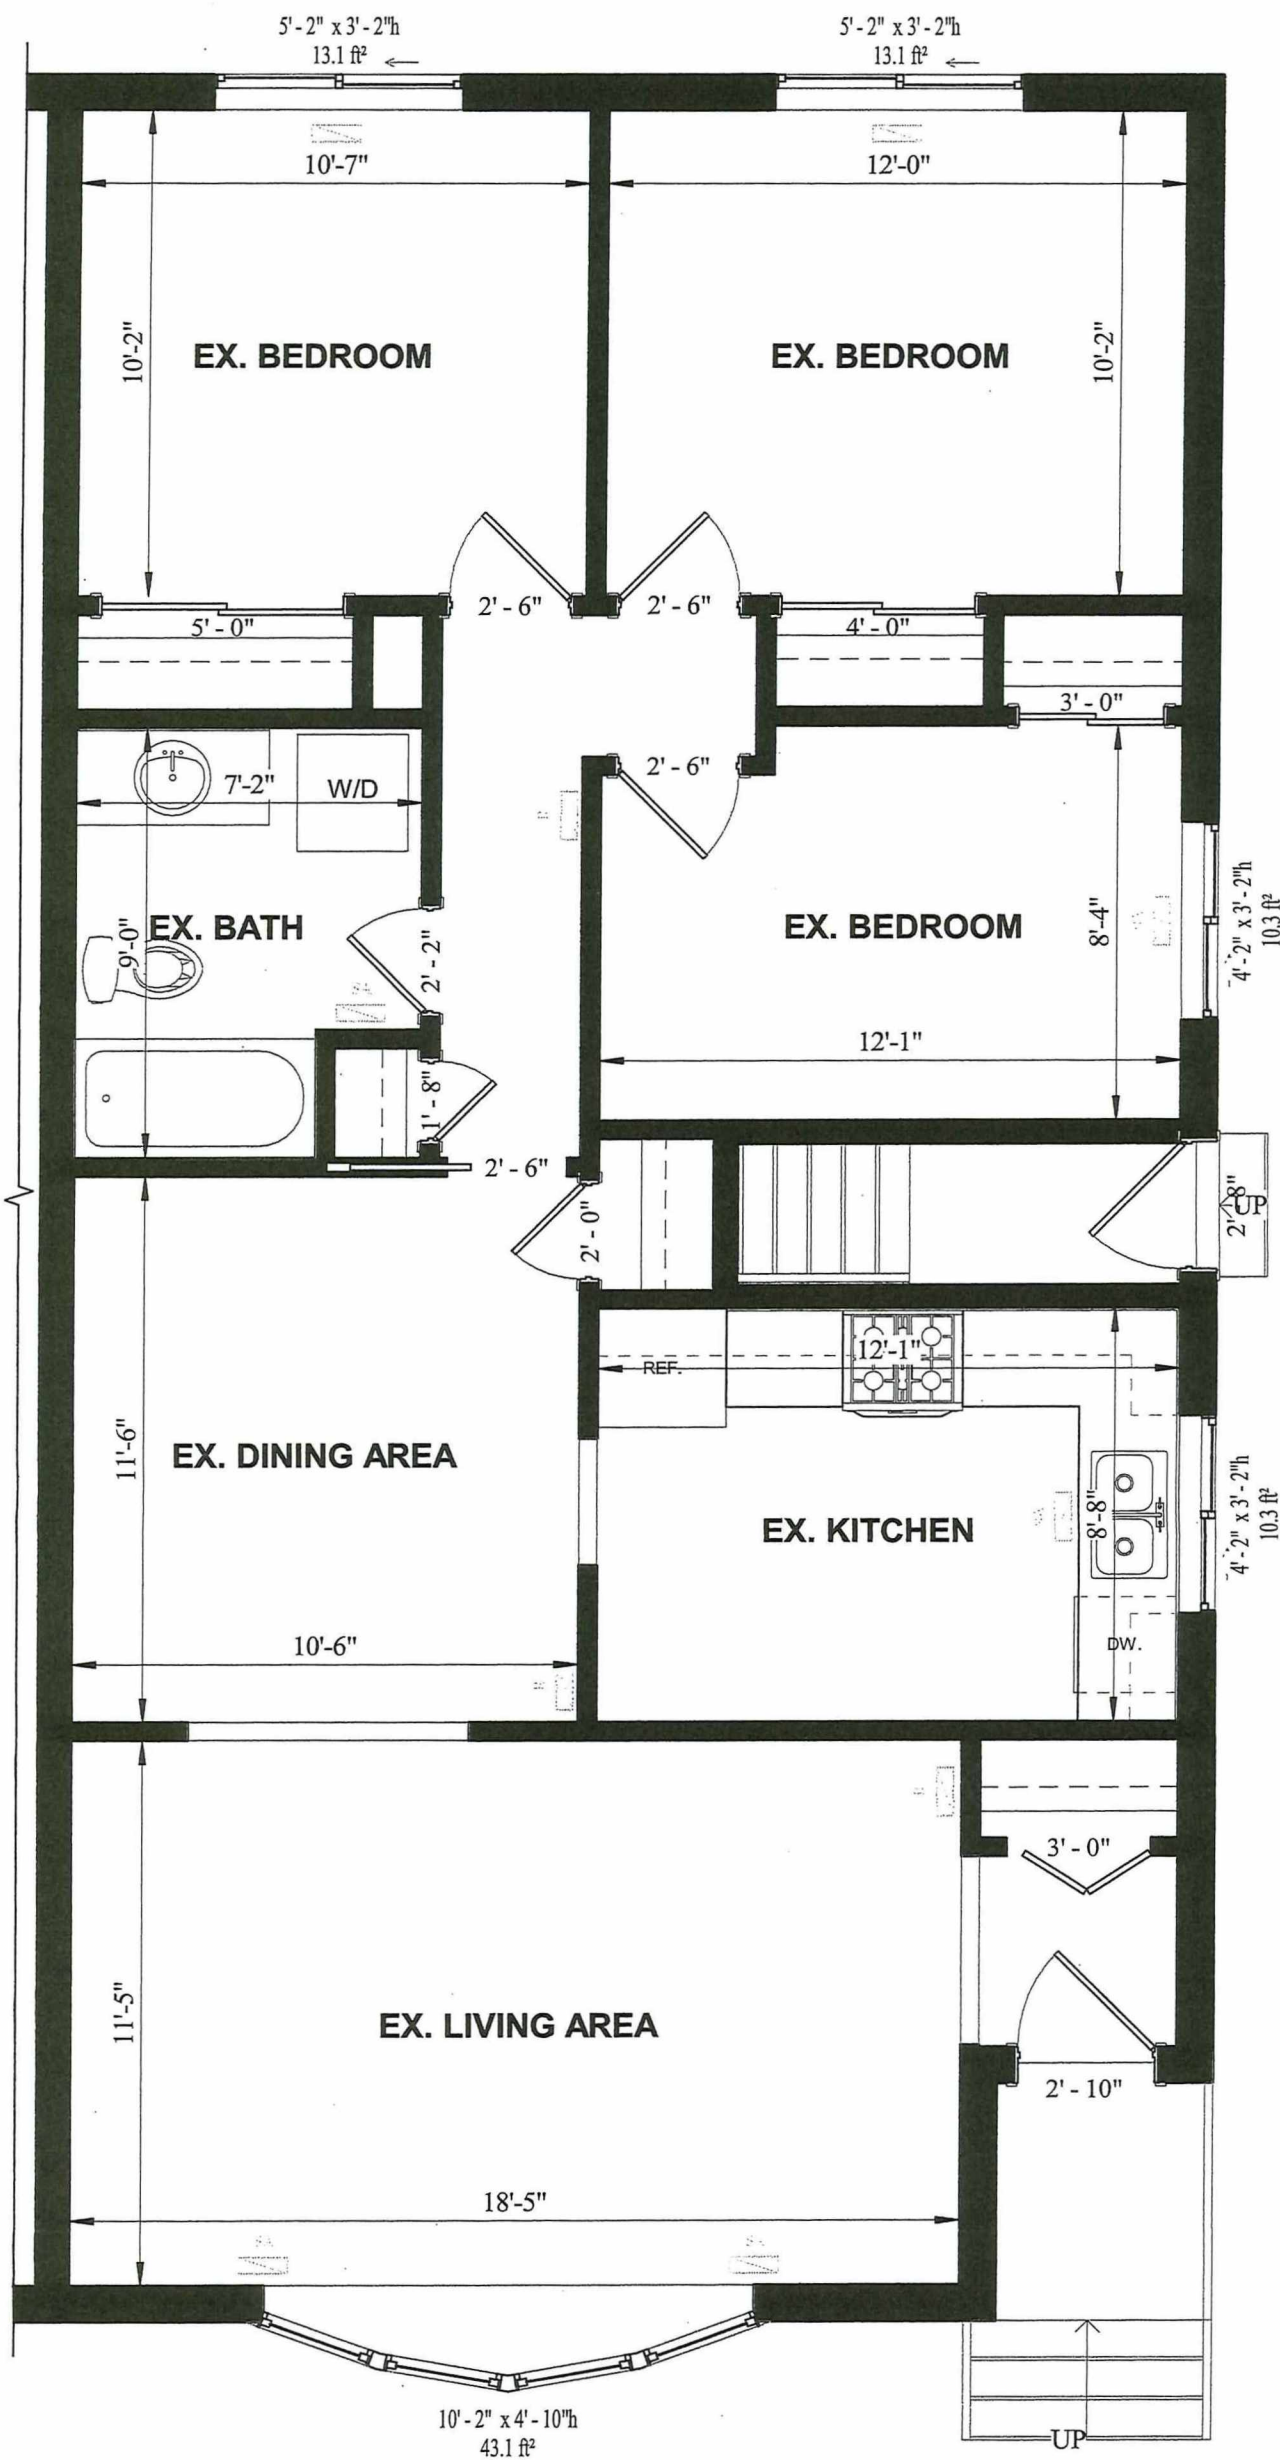 5'- 2" x 3'- 2"h
13.1 ft²
5'- 2" x 3'- 2"h
13.1 ft²
10'-7"
12'-0"
10'-2"
EX. BEDROOM
EX. BEDROOM
10'-2"
2' - 6"
2' - 6"
5' - 0"
4' - 0"
3' - 0"
2' - 6"
7'-2"
W/D
EX. BATH
9'-0"
2' - 2"
EX. BEDROOM
8'-4"
4'- 2" x 3'- 2"h
10.3 ft²
12'-1"
1' - 8"
2' - 6"
2' - 0"
2' - 8"
UP
12'-1"
REF.
11'-6"
EX. DINING AREA
EX. KITCHEN
8'-8"
4'- 2" x 3'- 2"h
10.3 ft²
10'-6"
DW.
3' - 0"
11'-5"
EX. LIVING AREA
2' - 10"
18'-5"
10'- 2" x 4'- 10"h
43.1 ft²
UP